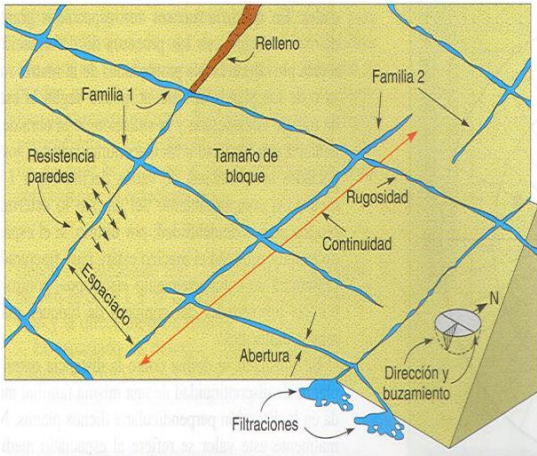 Relleno
Familia 1
Familia 2
Resistencia
paredes
Tamaño de
bloque
Rugosidad
Continuidad
Espaciado
N
Abertura
Dirección y
buzamiento
Filtraciones